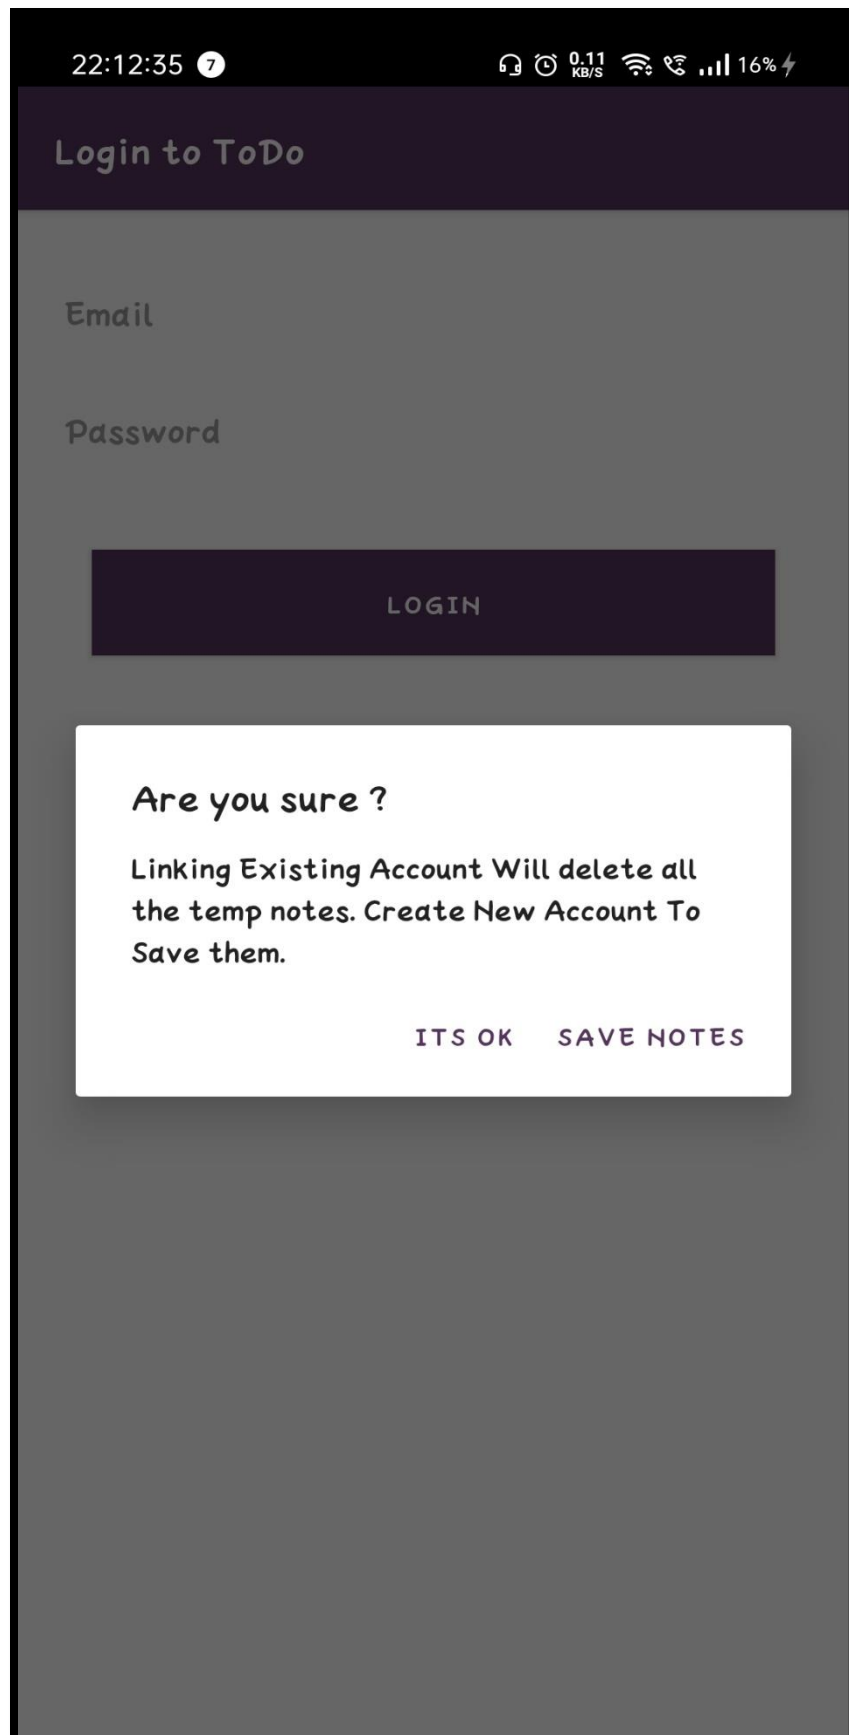 22:12:35 7 0.11 KB/S 16%
Login to ToDo
Email
Password
LOGIN
Are you sure ?
Linking Existing Account Will delete all
the temp notes. Create New Account To
Save them.
ITS OK SAVE NOTES